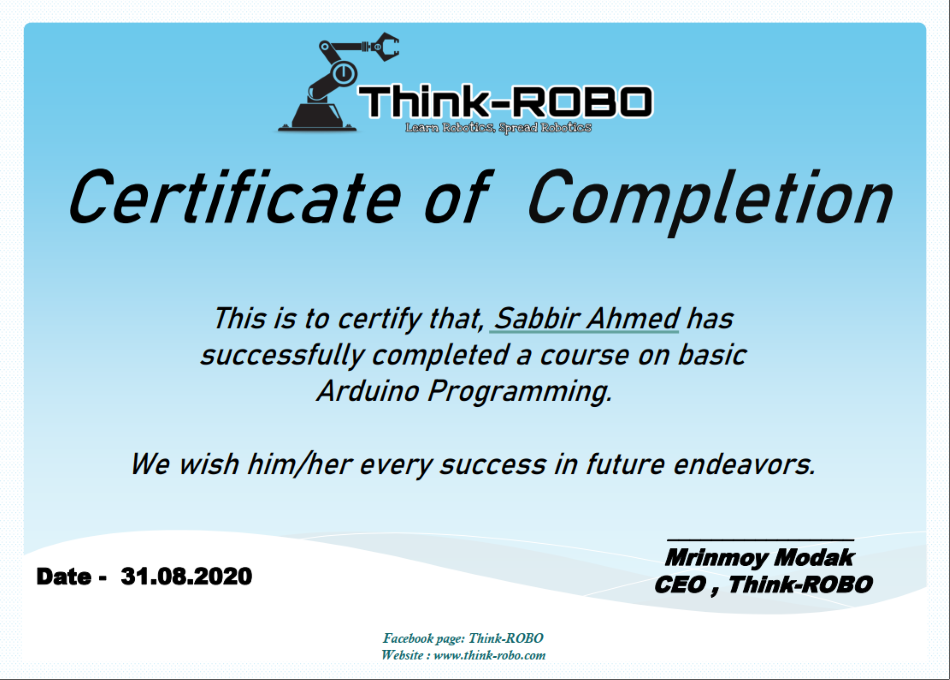 Think-ROBO
Learn Robotics, Spread Robotics
Certificate of Completion
This is to certify that, Sabbir Ahmed has
successfully completed a course on basic
Arduino Programming.
We wish him/her every success in future endeavors.
Mrinmoy Modak
CEO , Think-ROBO
Date - 31.08.2020
Facebook page: Think-ROBO
Website : www.think-robo.com